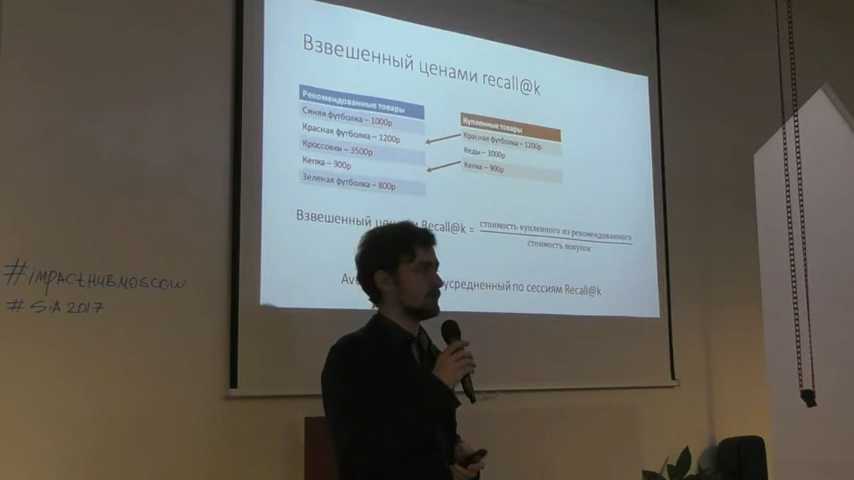 Взвешенный ценами recall@k
Рекомендованные товары
Синяя футболка – 1000р
Красная футболка – 1200р
Кроссовки – 3500р
Кепка – 900р
Зеленая футболка – 800р
Купленные товары
Красная футболка – 1200р
Кеды – 3000р
Кепка – 900р
Взвешенный Recall@k = стоимость купленного из рекомендованного
стоимость покупок
по сессиям Recall@k
#IMPACTHUBMOSCOW
# SiA 2017